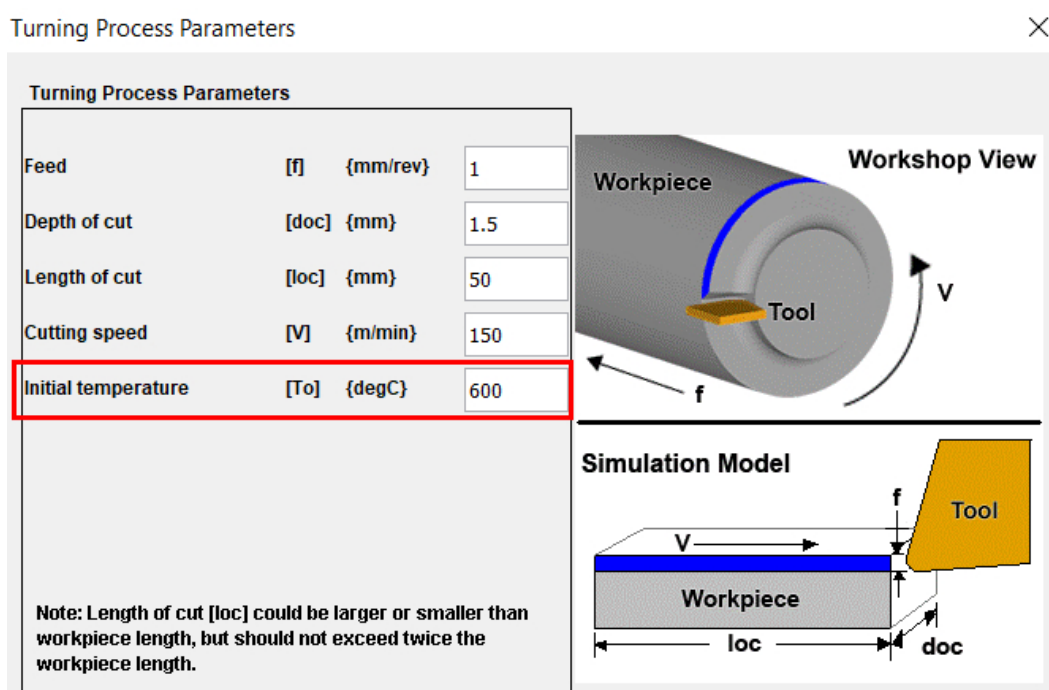 Turning Process Parameters
Turning Process Parameters
Feed [f] {mm/rev} 1
Depth of cut [doc] {mm} 1.5
Length of cut [loc] {mm} 50
Cutting speed [V] {m/min} 150
Initial temperature [To] {degC} 600
Note: Length of cut [loc] could be larger or smaller than
workpiece length, but should not exceed twice the
workpiece length.
Workshop View
Workpiece
Tool
V
f
Simulation Model
f
Tool
V
Workpiece
loc
doc